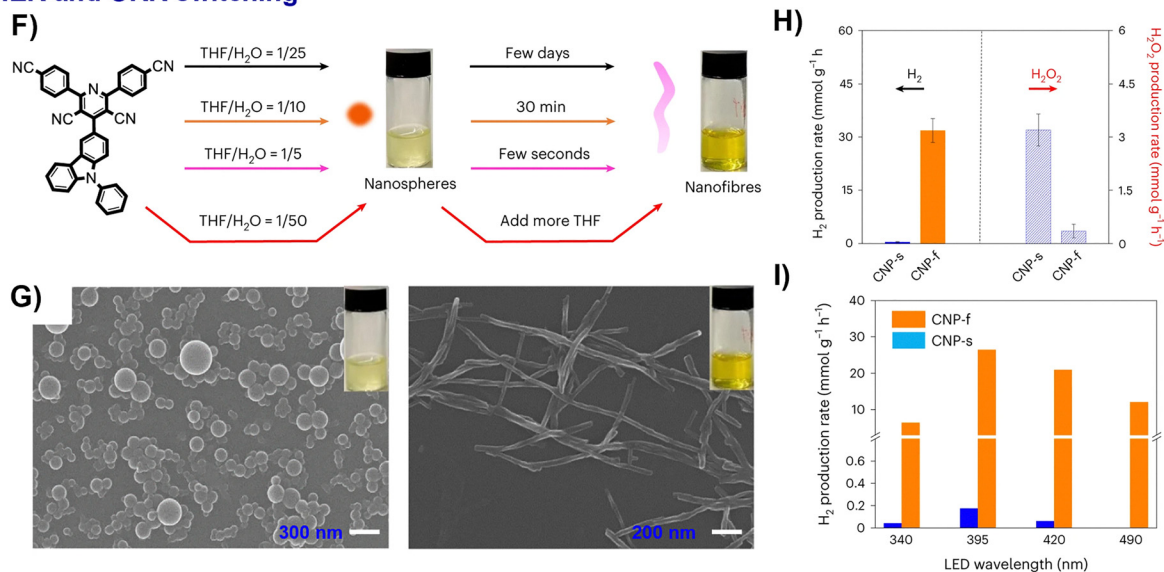 F)
THF/H₂O = 1/25
THF/H₂O = 1/10
THF/H₂O = 1/5
THF/H₂O = 1/50
NC
CN
N
NC
CN
N
Nanospheres
Few days
30 min
Few seconds
Add more THF
Nanofibres
G)
300 nm
200 nm
H)
H₂ production rate (mmol g⁻¹ h)
60
45
30
15
0
H₂
H₂O₂
6
4.5
3
1.5
0
H₂O₂ production rate (mmol g⁻¹ h⁻¹)
CNP-s
CNP-f
CNP-s
CNP-f
I)
H₂ production rate (mmol g⁻¹ h⁻¹)
40
30
20
10
0.6
0.4
0.2
0
CNP-f
CNP-s
340
395
420
490
LED wavelength (nm)